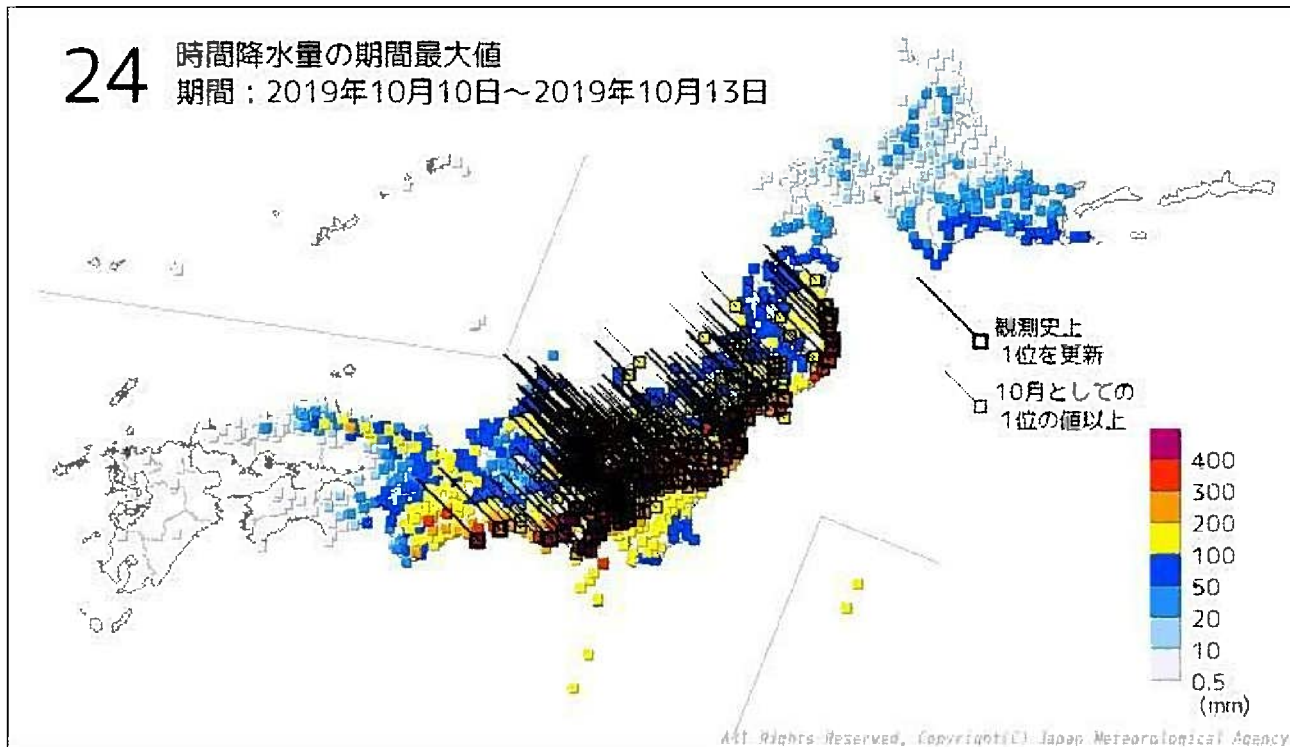 24 時間降水量の期間最大値
期間：2019年10月10日～2019年10月13日
観測史上
1位を更新
10月としての
1位の値以上
400
300
200
100
50
20
10
0.5
(mm)
All Rights Reserved, Copyright(C) Japan Meteorological Agency